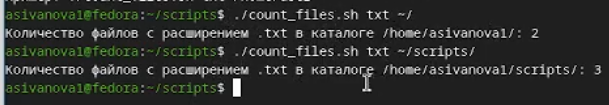 asivanova1@fedora:~/scripts$ ./count_files.sh txt ~/
Количество файлов с расширением .txt в каталоге /home/asivanova1/: 2
asivanova1@fedora:~/scripts$ ./count_files.sh txt ~/scripts/
Количество файлов с расширением .txt в каталоге /home/asivanova1/scripts/: 3
asivanova1@fedora:~/scripts$